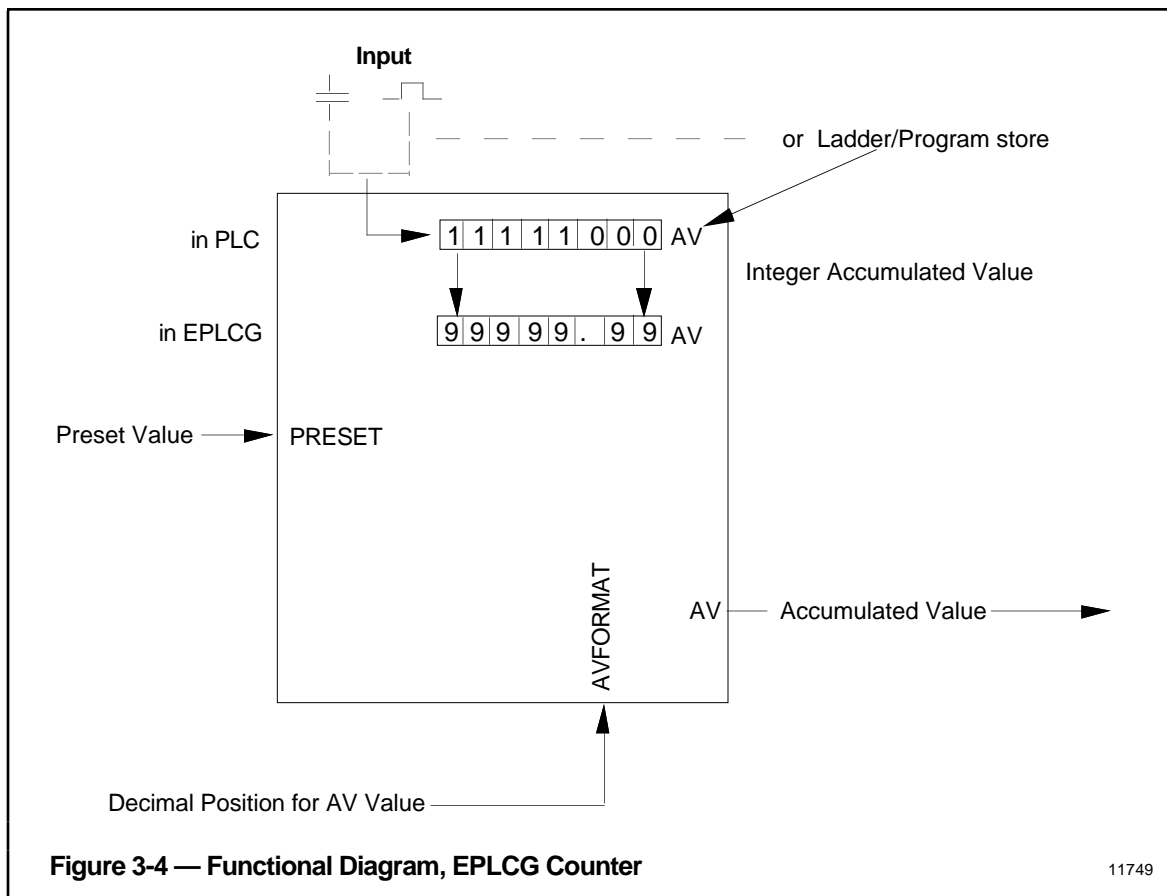 Input
or Ladder/Program store
in PLC
1 1 1 1 1 0 0 0 AV
Integer Accumulated Value
in EPLCG
9 9 9 9 9 . 9 9 AV
Preset Value
PRESET
AVFORMAT
AV
Accumulated Value
Decimal Position for AV Value
Figure 3-4 — Functional Diagram, EPLCG Counter
11749